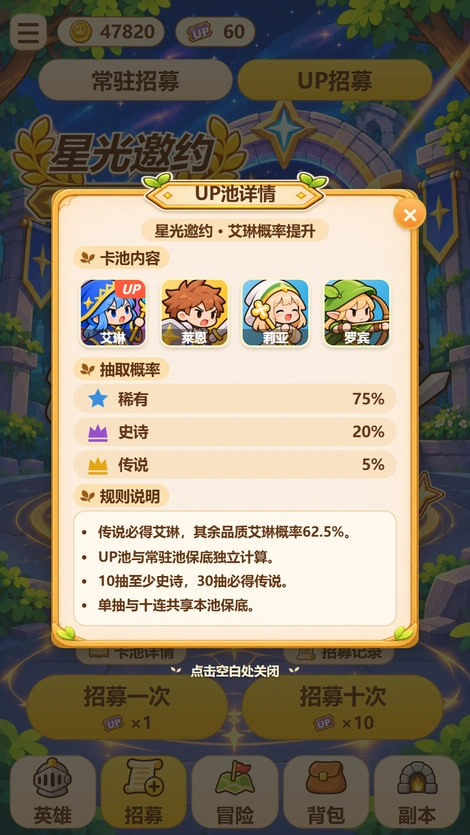 47820
UP
60
常驻招募
UP招募
星光邀约
UP池详情
星光邀约·艾琳概率提升
卡池内容
UP
艾琳
莱恩
莉亚
罗宾
抽取概率
稀有
75%
史诗
20%
传说
5%
规则说明
• 传说必得艾琳，其余品质艾琳概率62.5%。
• UP池与常驻池保底独立计算。
• 10抽至少史诗，30抽必得传说。
• 单抽与十连共享本池保底。
卡池详情
招募记录
点击空白处关闭
招募一次
UP ×1
招募十次
UP ×10
英雄
招募
冒险
背包
副本